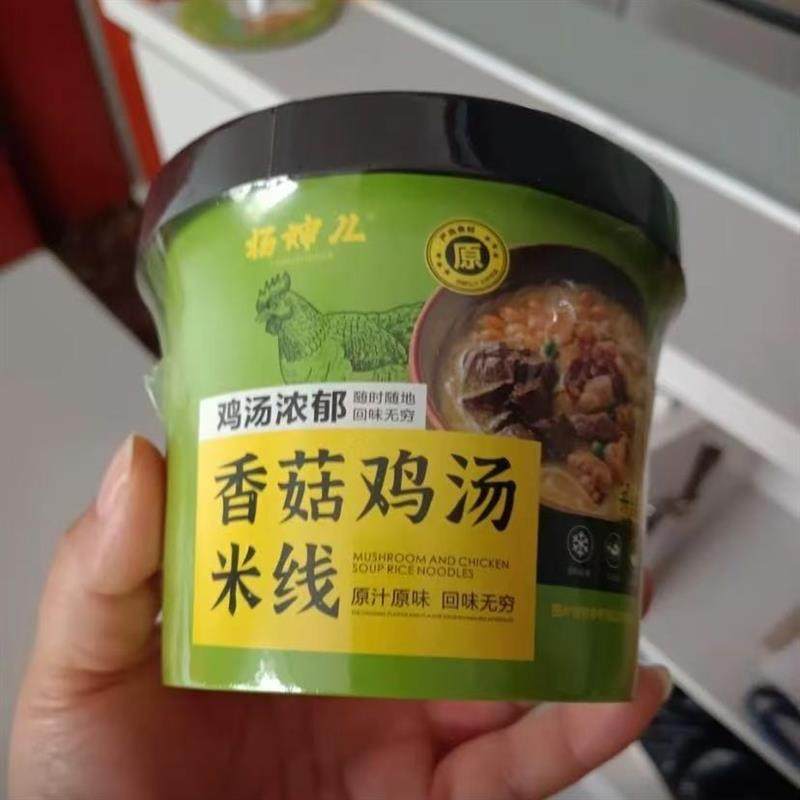 杨神儿
原
鸡汤浓郁
随时随地
回味无穷
香菇鸡汤
米线
MUSHROOM AND CHICKEN
SOUP RICE NOODLES
原汁原味 回味无穷